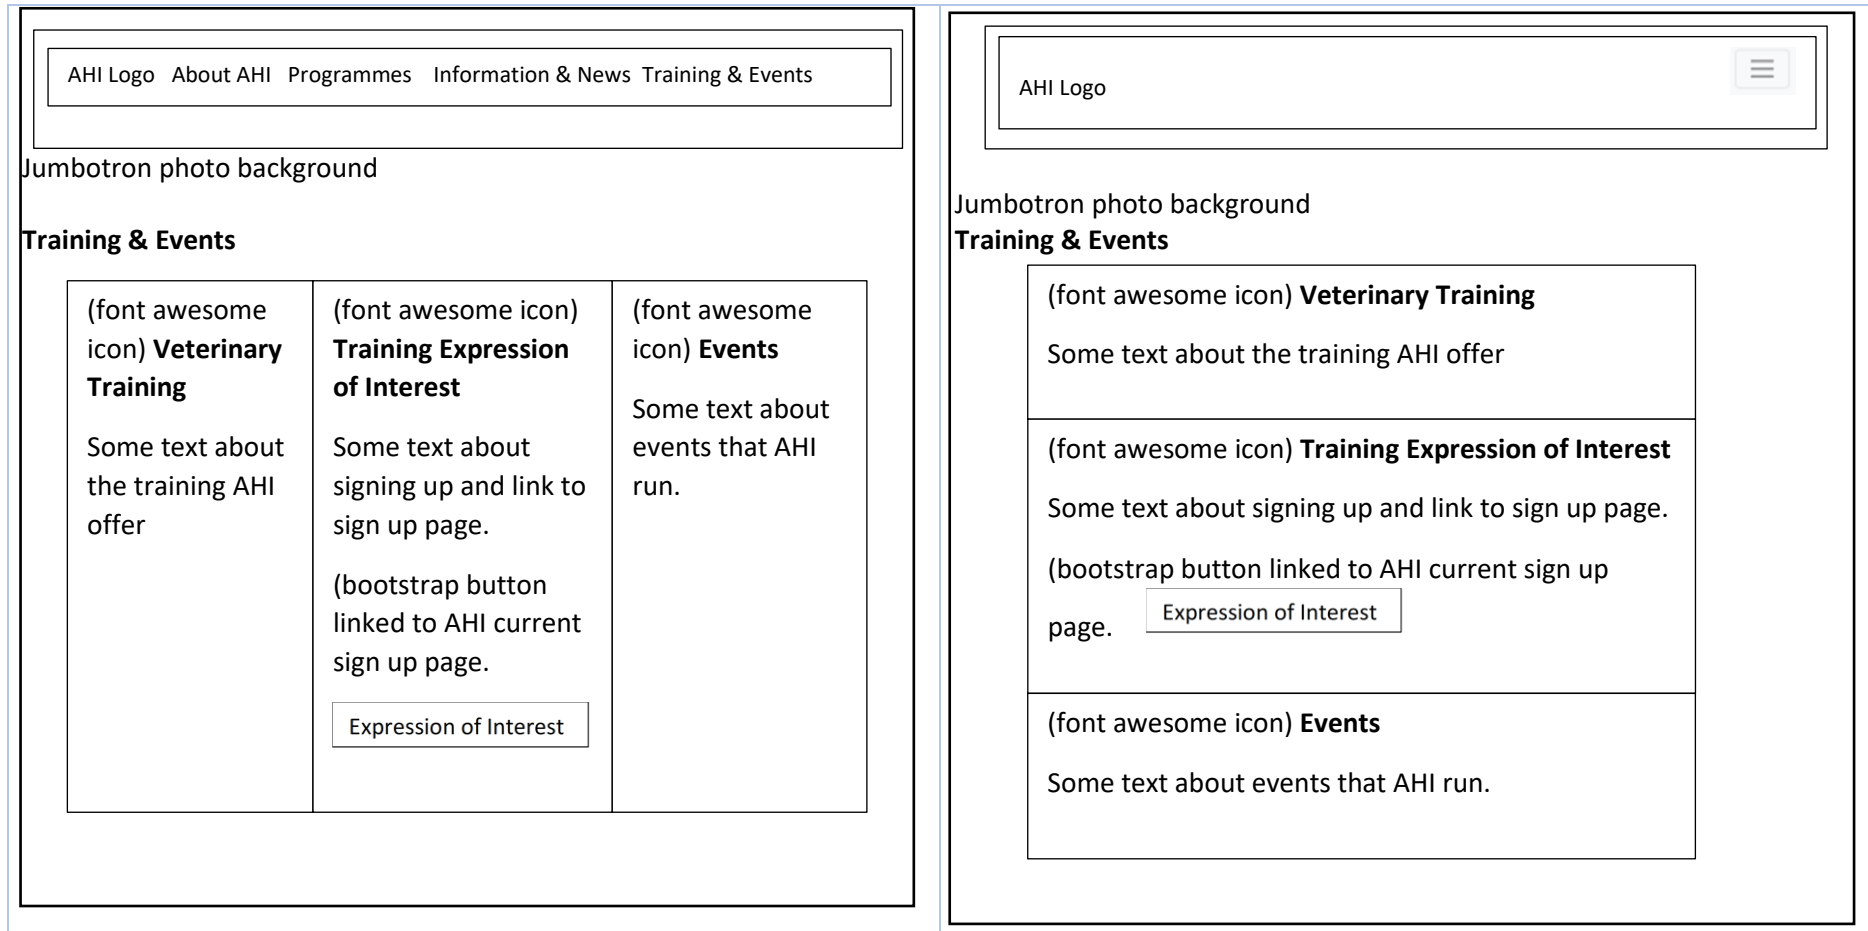 AHI Logo About AHI Programmes Information & News Training & Events
Jumbotron photo background
Training & Events
(font awesome
icon) Veterinary
Training
Some text about
the training AHI
offer
(font awesome icon)
Training Expression
of Interest
Some text about
signing up and link to
sign up page.
(bootstrap button
linked to AHI current
sign up page.
Expression of Interest
(font awesome
icon) Events
Some text about
events that AHI
run.
AHI Logo
Jumbotron photo background
Training & Events
(font awesome icon) Veterinary Training
Some text about the training AHI offer
(font awesome icon) Training Expression of Interest
Some text about signing up and link to sign up page.
(bootstrap button linked to AHI current sign up
page. Expression of Interest
(font awesome icon) Events
Some text about events that AHI run.